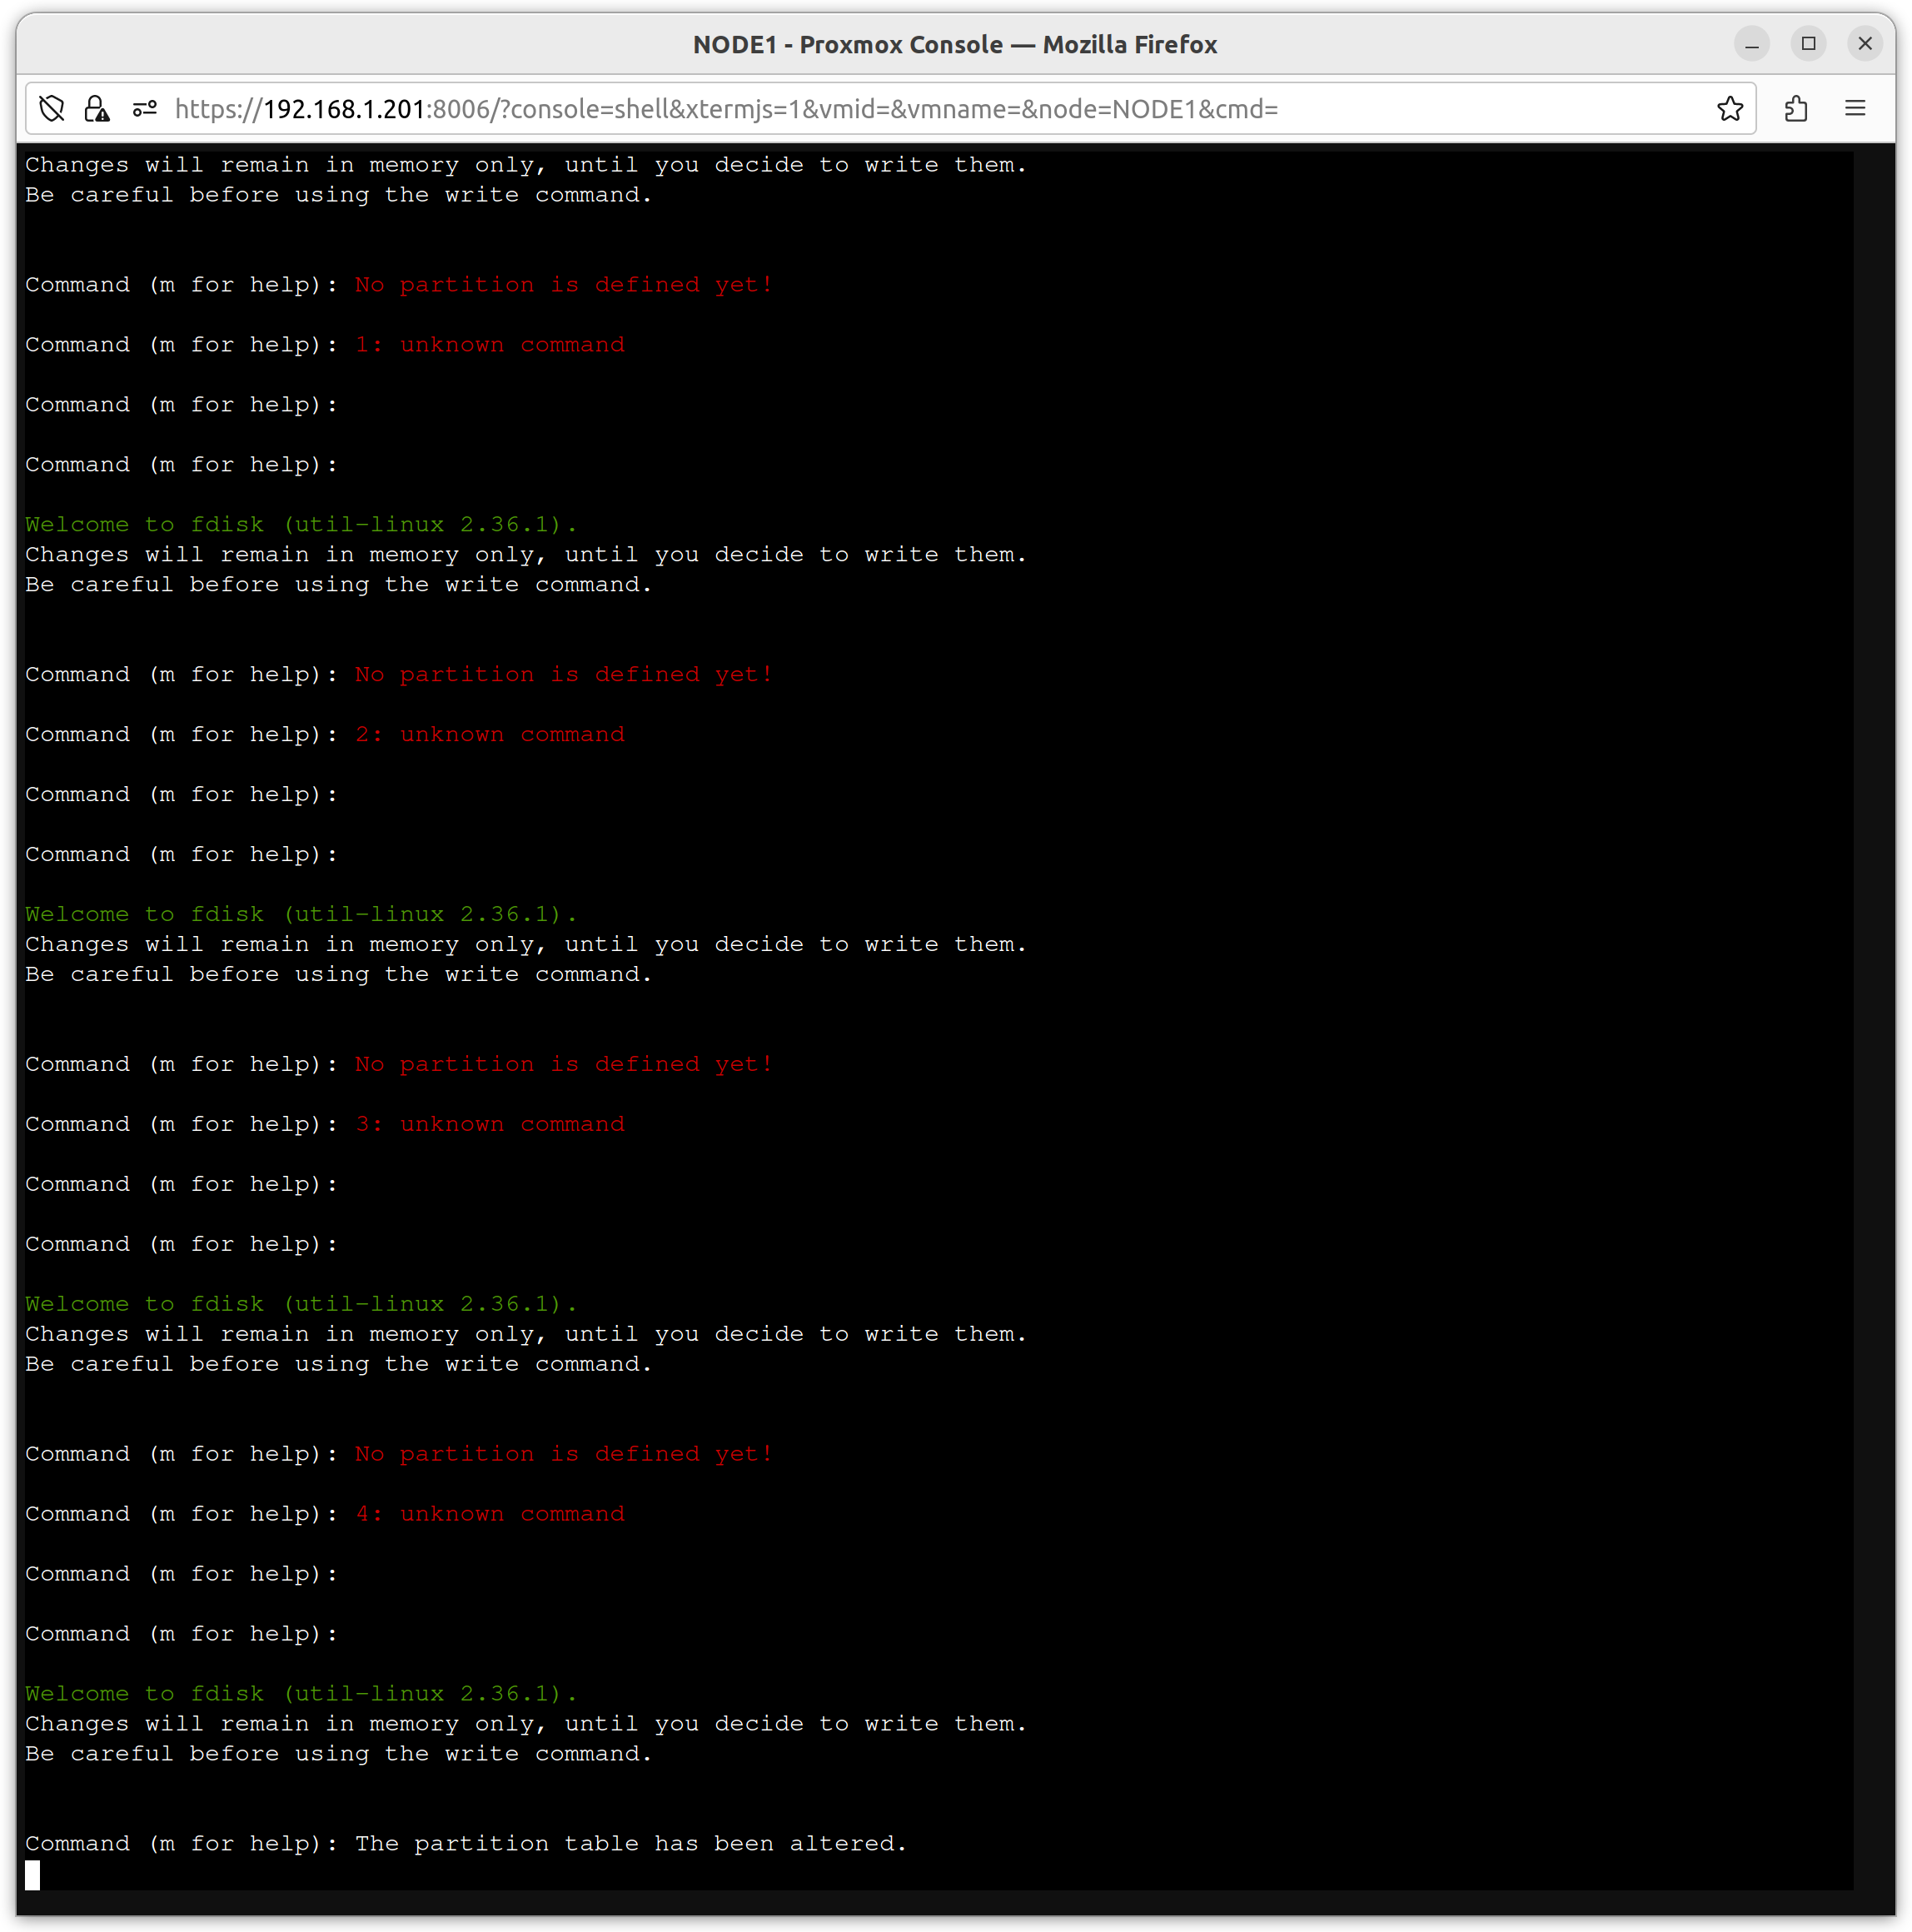 NODE1 - Proxmox Console — Mozilla Firefox
https://192.168.1.201:8006/?console=shell&xtermjs=1&vmid=&vmname=&node=NODE1&cmd=
Changes will remain in memory only, until you decide to write them.
Be careful before using the write command.
Command (m for help): No partition is defined yet!
Command (m for help): 1: unknown command
Command (m for help):
Command (m for help):
Welcome to fdisk (util-linux 2.36.1).
Changes will remain in memory only, until you decide to write them.
Be careful before using the write command.
Command (m for help): No partition is defined yet!
Command (m for help): 2: unknown command
Command (m for help):
Command (m for help):
Welcome to fdisk (util-linux 2.36.1).
Changes will remain in memory only, until you decide to write them.
Be careful before using the write command.
Command (m for help): No partition is defined yet!
Command (m for help): 3: unknown command
Command (m for help):
Command (m for help):
Welcome to fdisk (util-linux 2.36.1).
Changes will remain in memory only, until you decide to write them.
Be careful before using the write command.
Command (m for help): No partition is defined yet!
Command (m for help): 4: unknown command
Command (m for help):
Command (m for help):
Welcome to fdisk (util-linux 2.36.1).
Changes will remain in memory only, until you decide to write them.
Be careful before using the write command.
Command (m for help): The partition table has been altered.